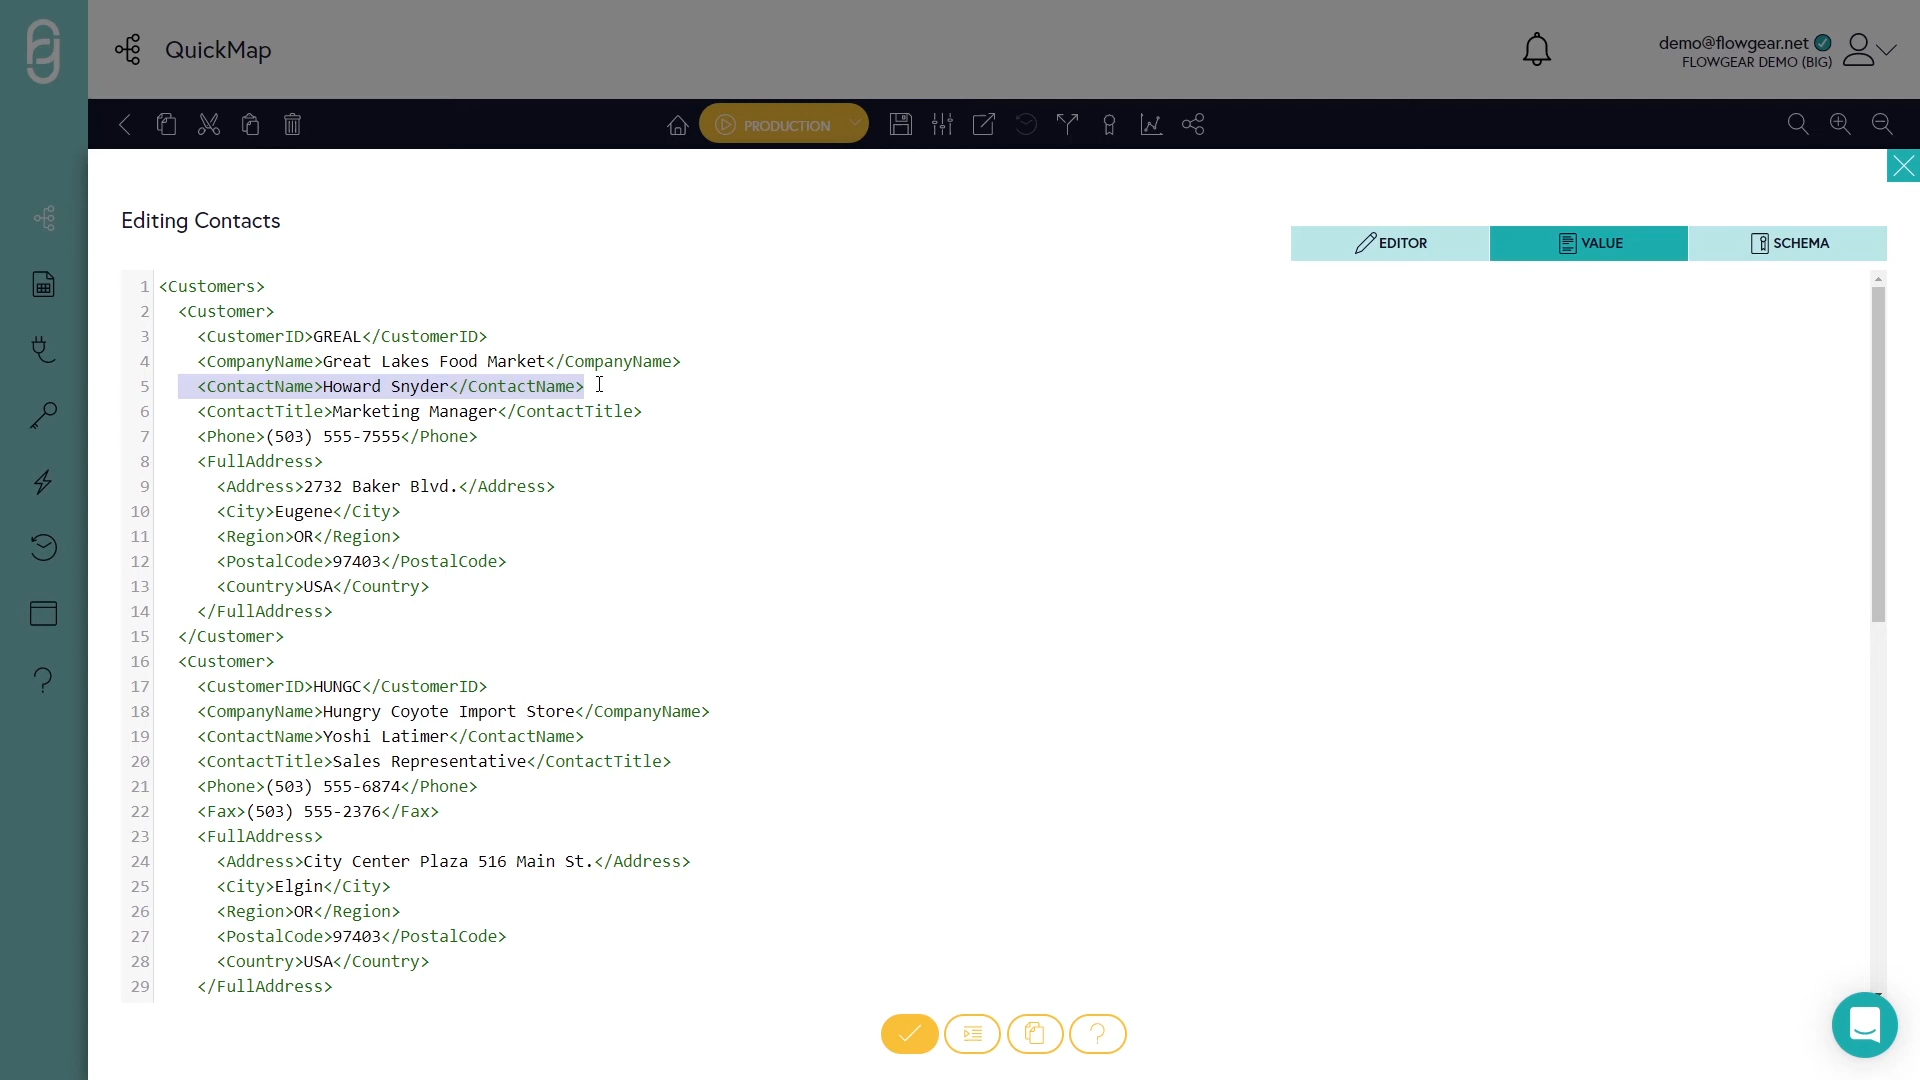 QuickMap
demo@flowgear.net
FLOWGEAR DEMO (BIG)
PRODUCTION
Editing Contacts
EDITOR
VALUE
SCHEMA
1 <Customers>
2 <Customer>
3 <CustomerID>GREAL</CustomerID>
4 <CompanyName>Great Lakes Food Market</CompanyName>
5 <ContactName>Howard Snyder</ContactName>
6 <ContactTitle>Marketing Manager</ContactTitle>
7 <Phone>(503) 555-7555</Phone>
8 <FullAddress>
9 <Address>2732 Baker Blvd.</Address>
10 <City>Eugene</City>
11 <Region>OR</Region>
12 <PostalCode>97403</PostalCode>
13 <Country>USA</Country>
14 </FullAddress>
15 </Customer>
16 <Customer>
17 <CustomerID>HUNGC</CustomerID>
18 <CompanyName>Hungry Coyote Import Store</CompanyName>
19 <ContactName>Yoshi Latimer</ContactName>
20 <ContactTitle>Sales Representative</ContactTitle>
21 <Phone>(503) 555-6874</Phone>
22 <Fax>(503) 555-2376</Fax>
23 <FullAddress>
24 <Address>City Center Plaza 516 Main St.</Address>
25 <City>Elgin</City>
26 <Region>OR</Region>
27 <PostalCode>97403</PostalCode>
28 <Country>USA</Country>
29 </FullAddress>